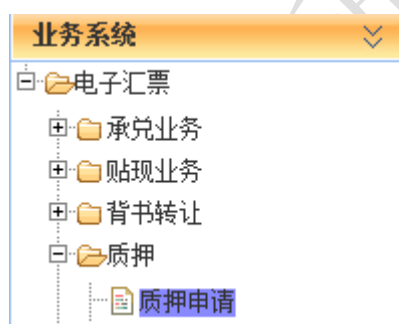 业务系统
电子汇票
承兑业务
贴现业务
背书转让
质押
质押申请